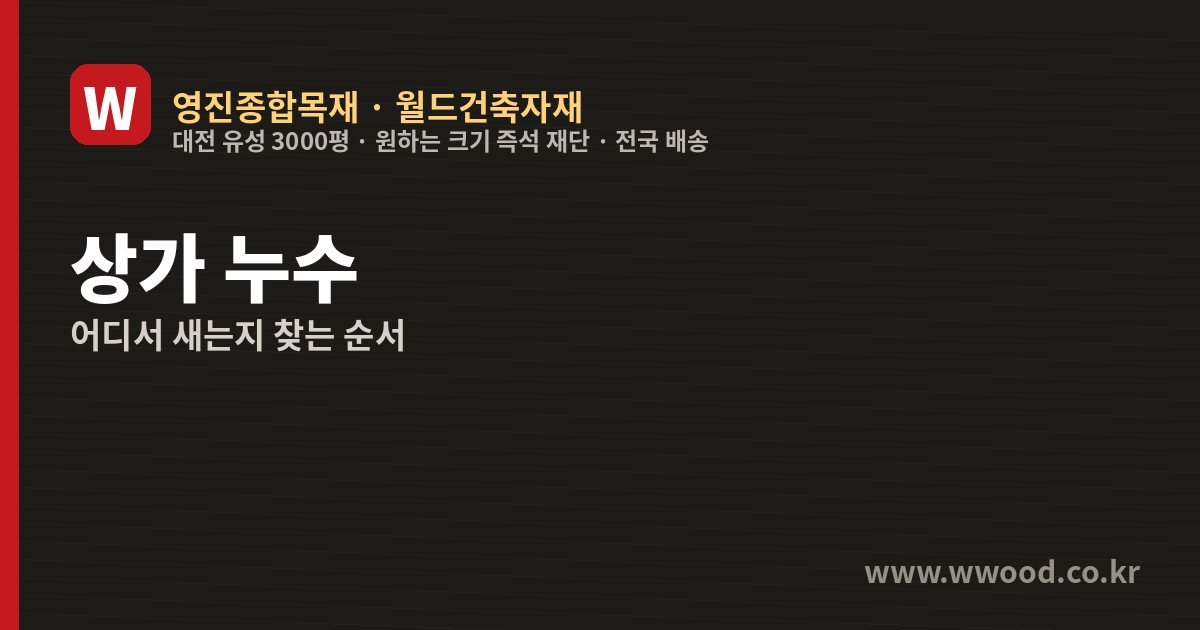 W
영진종합목재 · 월드건축자재
대전 유성 3000평 · 원하는 크기 즉석 재단 · 전국 배송
상가 누수
어디서 새는지 찾는 순서
www.wwood.co.kr